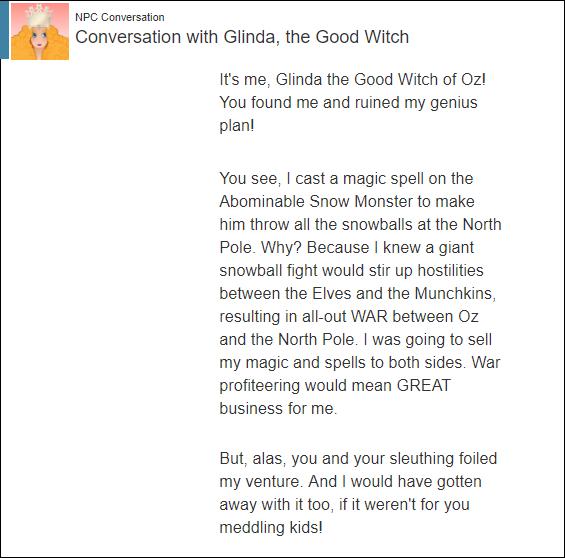 NPC Conversation
Conversation with Glinda, the Good Witch
It's me, Glinda the Good Witch of Oz!
You found me and ruined my genius
plan!
You see, I cast a magic spell on the
Abominable Snow Monster to make
him throw all the snowballs at the North
Pole. Why? Because I knew a giant
snowball fight would stir up hostilities
between the Elves and the Munchkins,
resulting in all-out WAR between Oz
and the North Pole. I was going to sell
my magic and spells to both sides. War
profiteering would mean GREAT
business for me.
But, alas, you and your sleuthing foiled
my venture. And I would have gotten
away with it too, if it weren't for you
meddling kids!